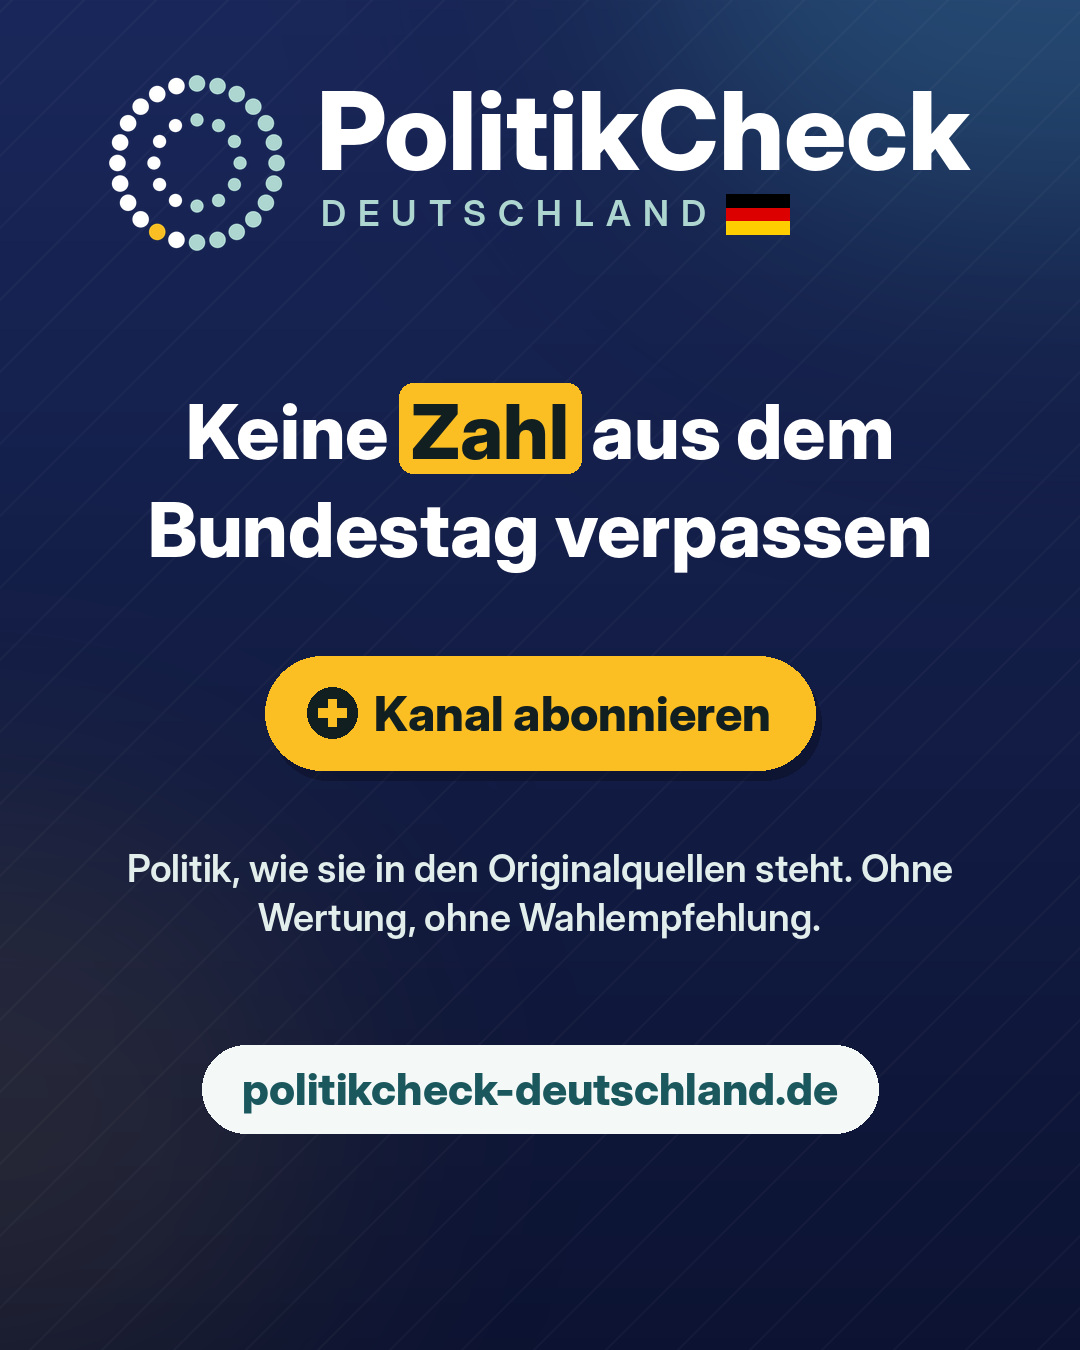 PolitikCheck
DEUTSCHLAND
Keine Zahl aus dem
Bundestag verpassen
Kanal abonnieren
Politik, wie sie in den Originalquellen steht. Ohne
Wertung, ohne Wahlempfehlung.
politikcheck-deutschland.de